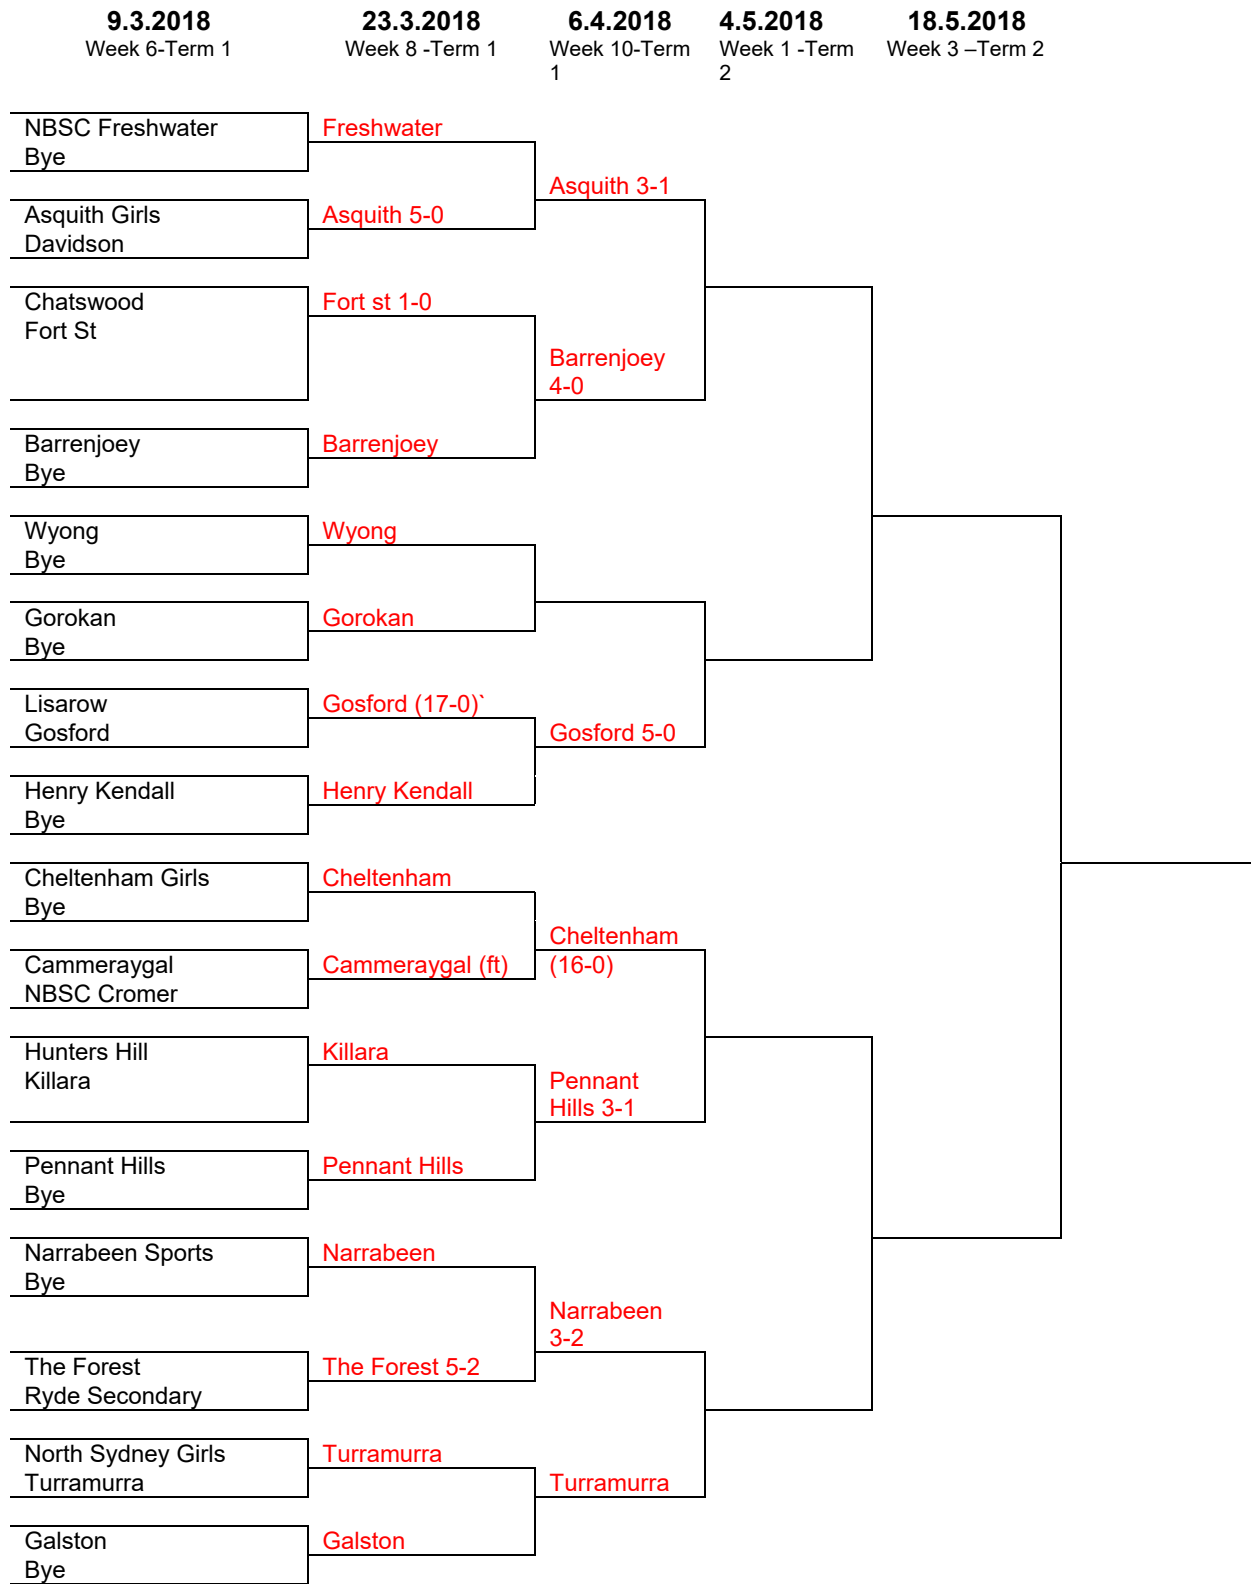 9.3.2018
Week 6-Term 1
23.3.2018
Week 8 -Term 1
6.4.2018
Week 10-Term
1
4.5.2018
Week 1 -Term
2
18.5.2018
Week 3 –Term 2
NBSC Freshwater
Bye
Asquith Girls
Davidson
Chatswood
Fort St
Barrenjoey
Bye
Wyong
Bye
Gorokan
Bye
Lisarow
Gosford
Henry Kendall
Bye
Cheltenham Girls
Bye
Cammeraygal
NBSC Cromer
Hunters Hill
Killara
Pennant Hills
Bye
Narrabeen Sports
Bye
The Forest
Ryde Secondary
North Sydney Girls
Turramurra
Galston
Bye
Freshwater
Asquith 5-0
Fort st 1-0
Barrenjoey
Wyong
Gorokan
Gosford (17-0)`
Henry Kendall
Cheltenham
Cammeraygal (ft)
Killara
Pennant Hills
Narrabeen
The Forest 5-2
Turramurra
Galston
Asquith 3-1
Barrenjoey
4-0
Gosford 5-0
Cheltenham
(16-0)
Pennant
Hills 3-1
Narrabeen
3-2
Turramurra